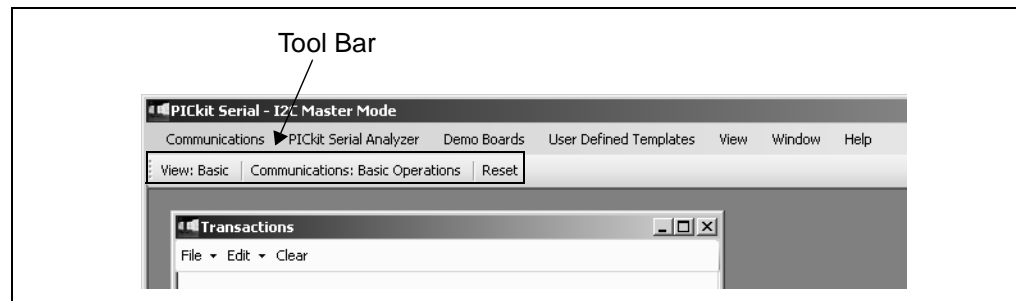 Tool Bar
PICkit Serial - I2C Master Mode
Communications PICkit Serial Analyzer Demo Boards User Defined Templates View Window Help
View: Basic Communications: Basic Operations Reset
Transactions
File Edit Clear